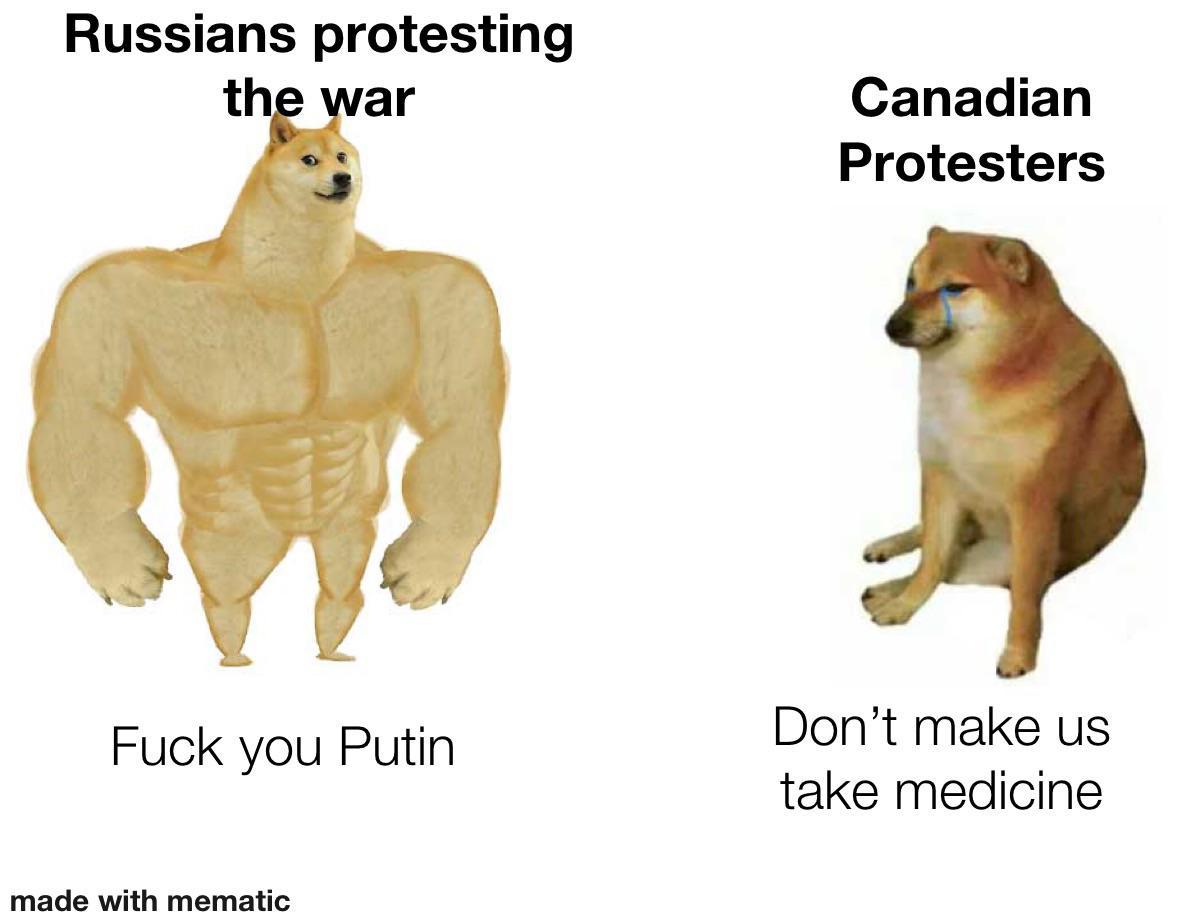 Russians protesting
the war
Canadian
Protesters
Fuck you Putin
Don’t make us
take medicine
made with mematic